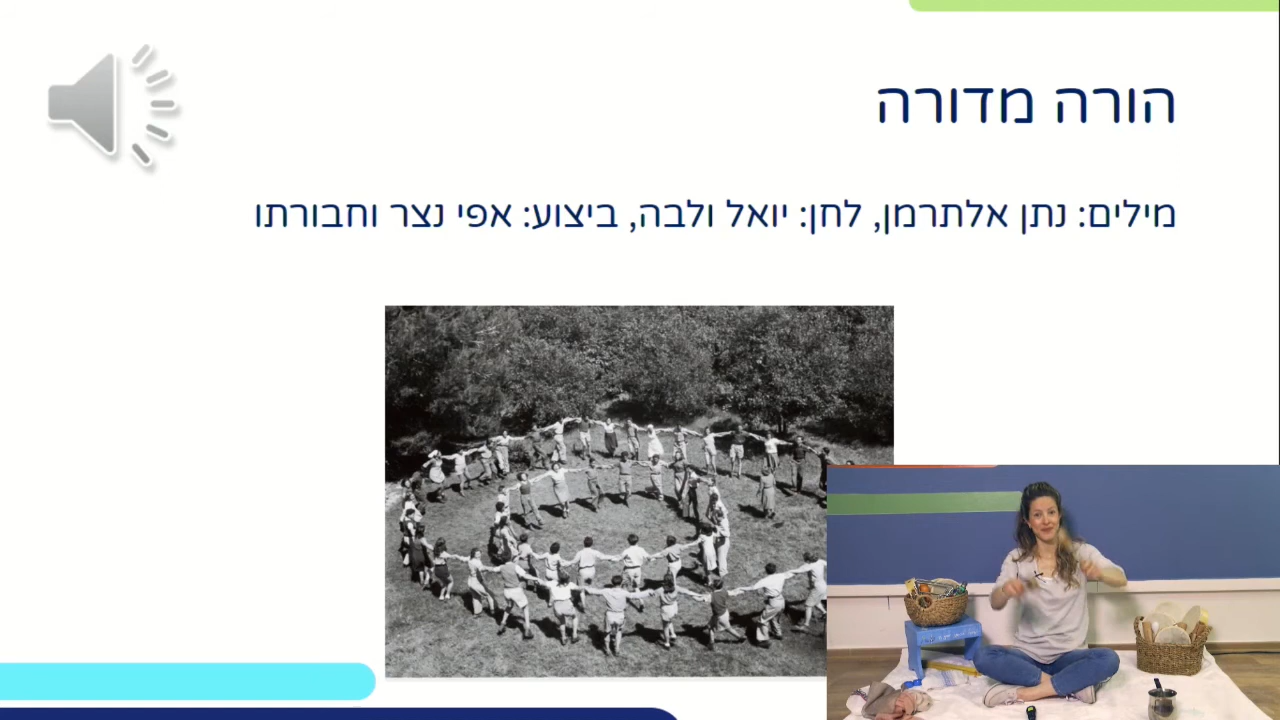 הורה מדורה
מילים: נתן אלתרמן, לחן: יואל ולבה, ביצוע: אפי נצר וחבורתו